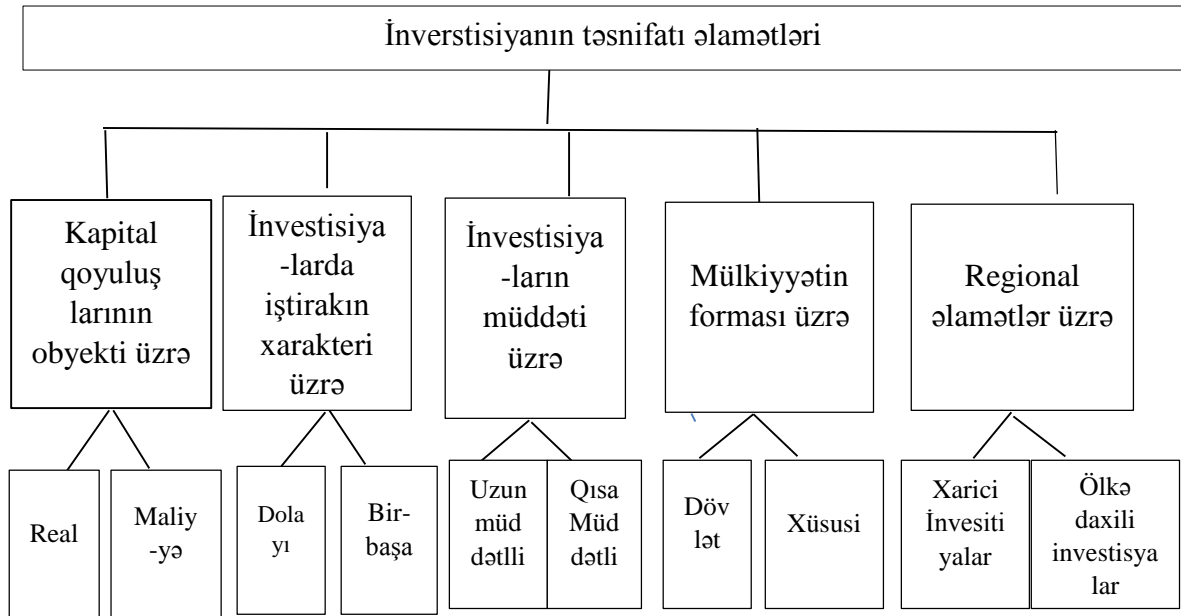 İnverstisiyanın təsnifatı əlamətləri
Kapital
qoyuluş
larının
obyekti üzrə
İnvestisiya
-larda
iştirakın
xarakteri
üzrə
İnvestisiya
-ların
müddəti
üzrə
Mülkiyyətin
forması üzrə
Regional
əlamətlər üzrə
Real
Maliy
-yə
Dola
yı
Bir-
başa
Uzun
müd
dətlli
Qısa
Müd
dətli
Döv
lət
Xüsusi
Xarici
İnvesiti
yalar
Ölkə
daxili
investisya
lar